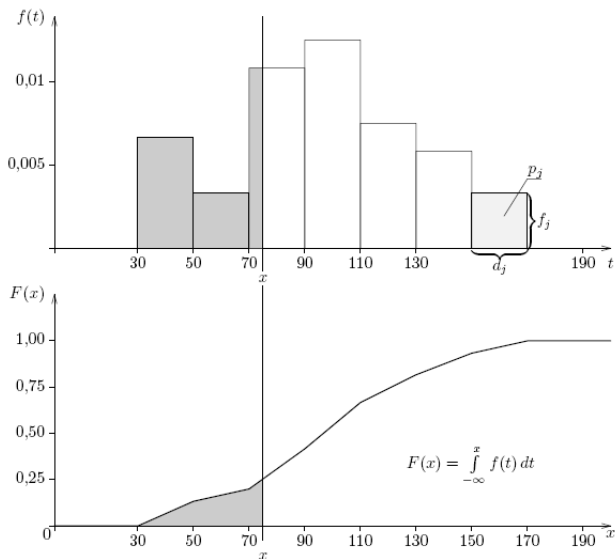 f(t)
0,01
0,005
p_j
f_j
d_j
30 50 70 90 110 130 190 t
x
F(x)
1,00
0,75
0,50
0,25
F(x) = ∫_{-∞}^{x} f(t) dt
0
30 50 70 90 110 130 150 170 190 x
x